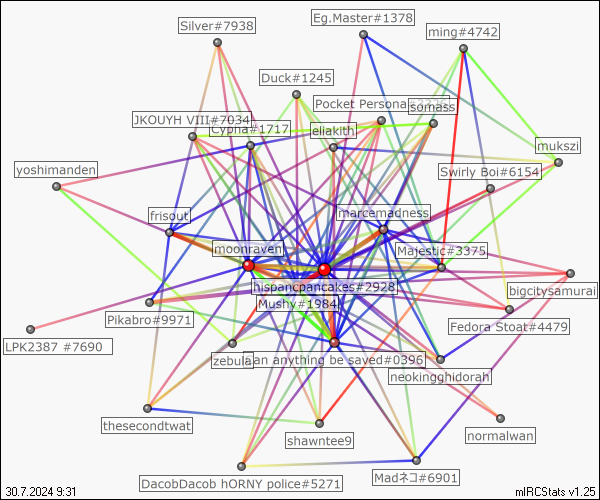 Eg.Master#1378
Silver#7938
ming#4742
Duck#1245
Pocket Persona
somass
JKOUYH VIII#7034
Cypha#1717
eliakith
mukszi
yoshimanden
Swirly Boi#6154
frisout
marcemadness
moonraven
Majestic#3375
hispancpancakes#2928
bigcitysamurai
Mushy#1984
Pikabro#9971
Fedora Stoat#4479
LPK2387 #7690
zebula
an anything be saved#0396
neokingghidorah
thesecondtwat
normalwan
shawntee9
Madネコ#6901
DacobDacob hORNY police#5271
30.7.2024 9:31
mIRCStats v1.25